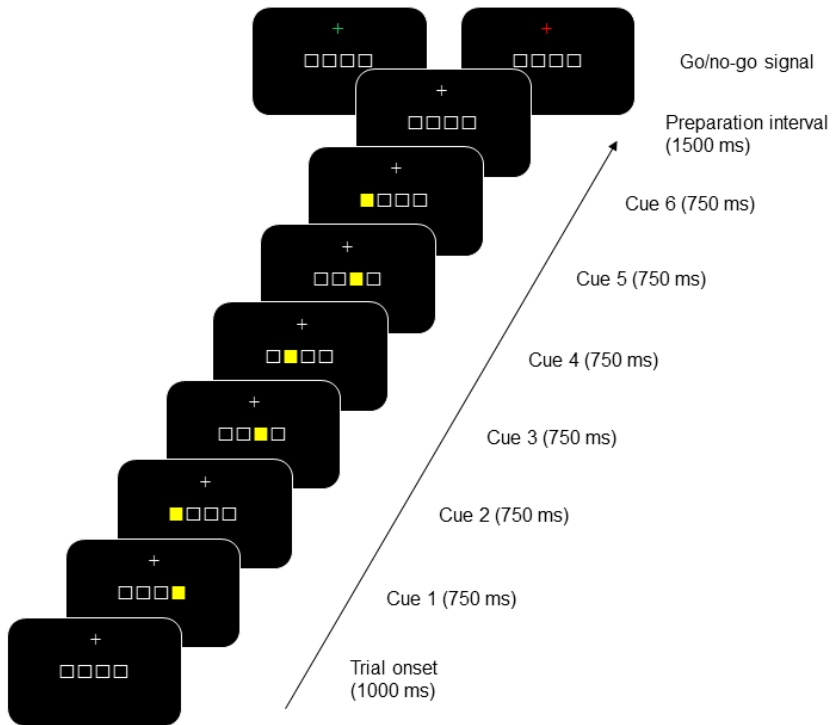 Go/no-go signal
Preparation interval
(1500 ms)
Cue 6 (750 ms)
Cue 5 (750 ms)
Cue 4 (750 ms)
Cue 3 (750 ms)
Cue 2 (750 ms)
Cue 1 (750 ms)
Trial onset
(1000 ms)